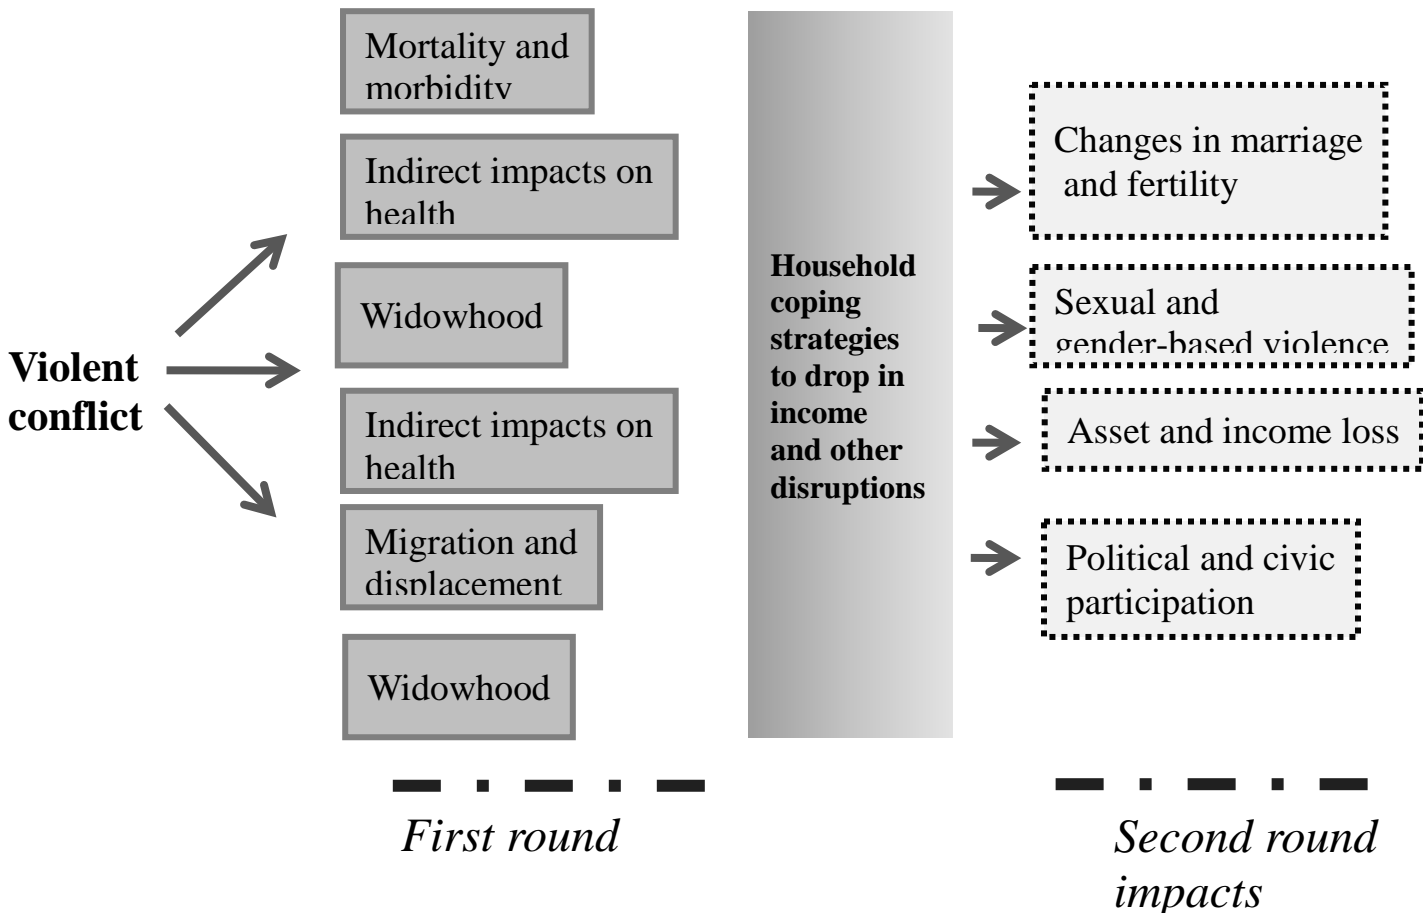 Violent
conflict
Mortality and
morbidity
Indirect impacts on
health
Widowhood
Indirect impacts on
health
Migration and
displacement
Widowhood
Household
coping
strategies
to drop in
income
and other
disruptions
Changes in marriage
and fertility
Sexual and
gender-based violence
Asset and income loss
Political and civic
participation
First round
Second round
impacts